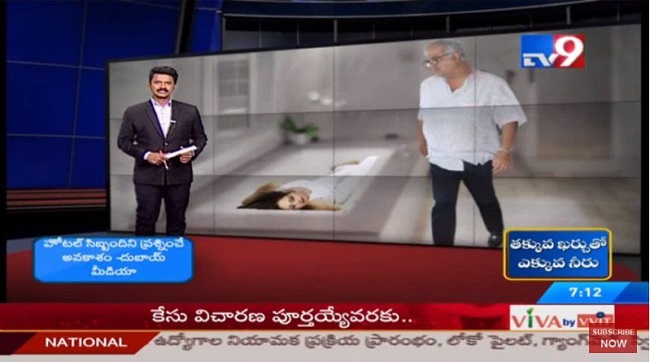 TV9
హోటల్ సిబ్బందిని ప్రశ్నించే
అవకాశం -దుబాయ్
మీడియా
తక్కువ ఖర్చుతో
ఎక్కువ నీరు
7:12
కేసు విచారణ పూర్తయ్యేవరకు..
VIVA by VVIT
SUBSCRIBE
NOW
NATIONAL
ఉద్యోగాల నియామక ప్రక్రియ ప్రారంభం, లోకో పైలట్,